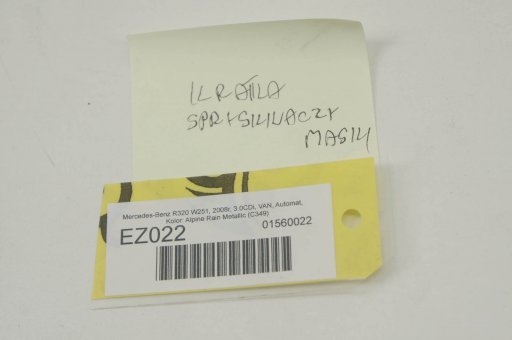 KRATKA
SPRYSKIWACZY
MASKI
Mercedes-Benz R320 W251, 2008r, 3.0CDi, VAN, Automat,
Kolor: Alpine Rain Metallic (C349)
EZ022 01560022